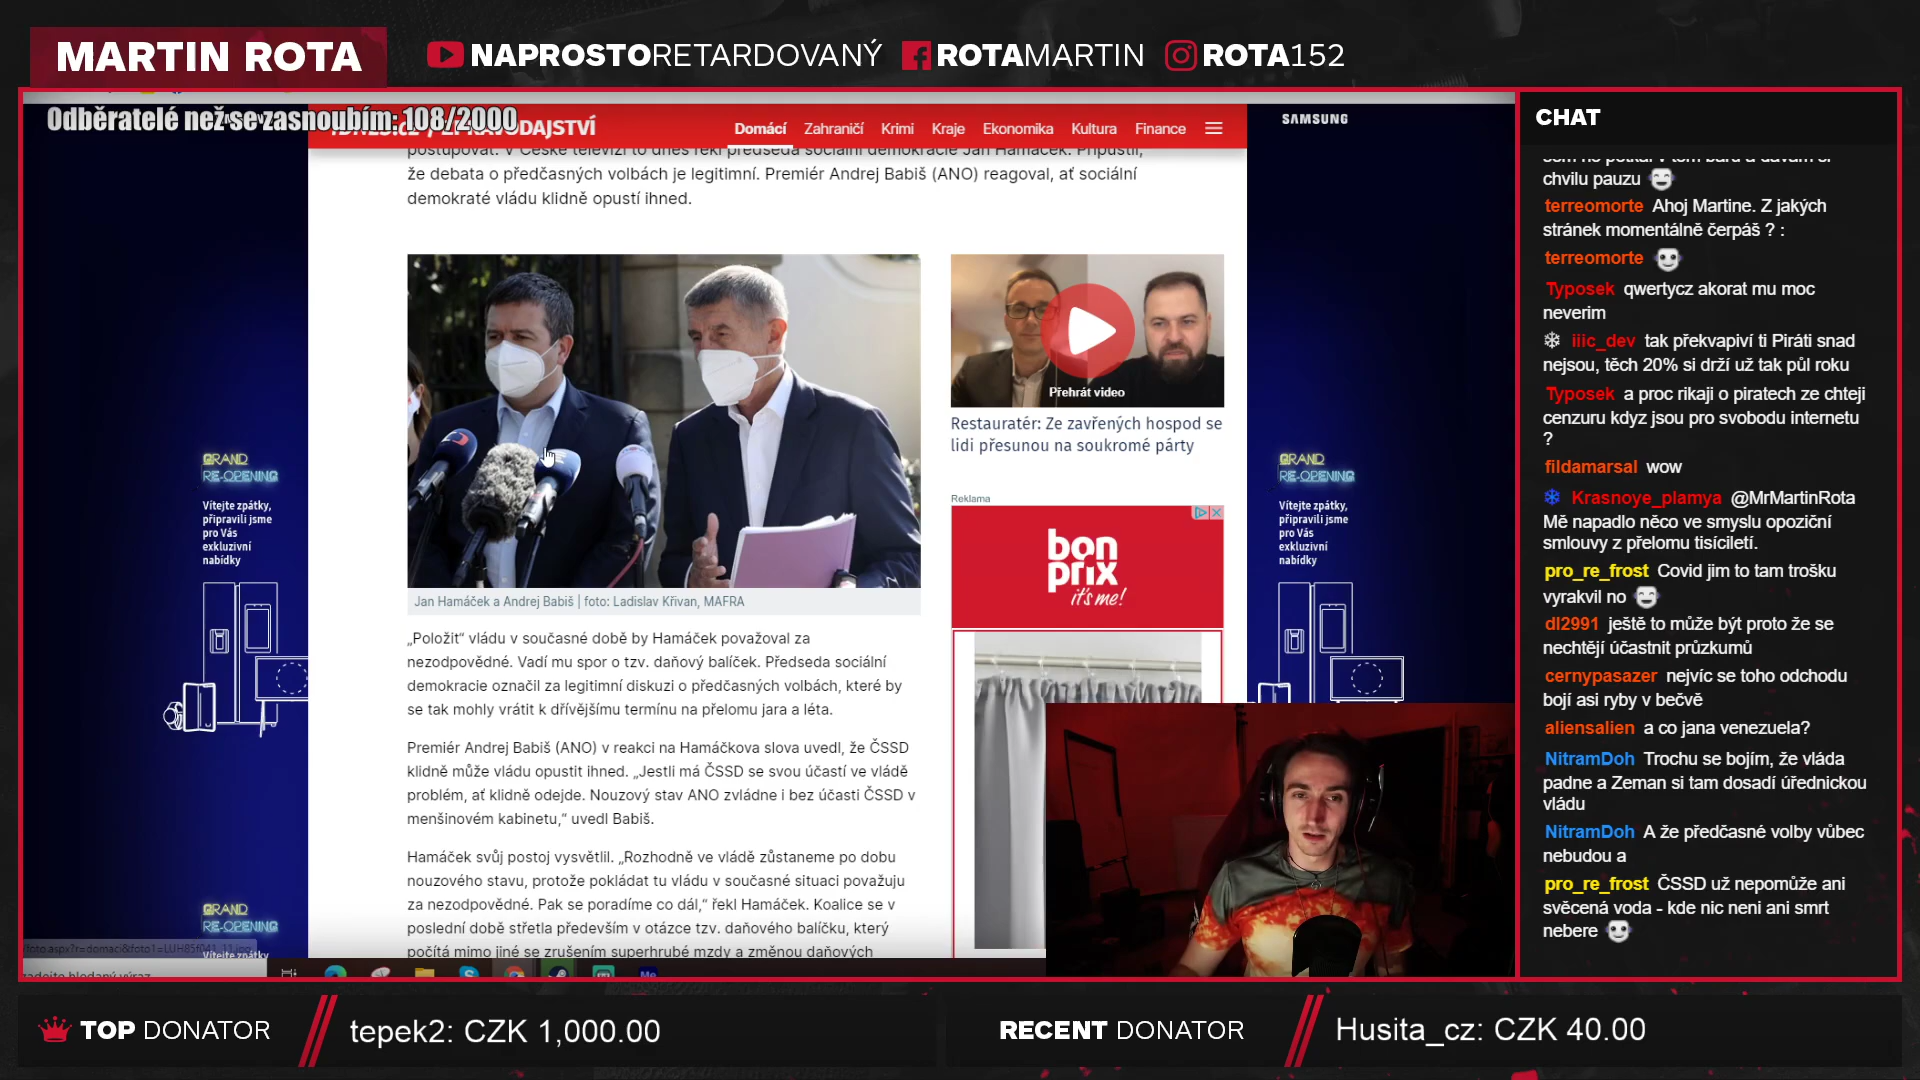 MARTIN ROTA
NAPROSTORETARDOVANÝ
ROTAMARTIN
ROTA152
Odběratelé než se zasnoubím: 108/2000
Domácí Zahraničí Krimi Kraje Ekonomika Kultura Finance
SAMSUNG
postupovat. V České televizi to dnes řekl předseda sociální demokracie Jan Hamáček. Připustil,
že debata o předčasných volbách je legitimní. Premiér Andrej Babiš (ANO) reagoval, ať sociální
demokraté vládu klidně opustí ihned.
Přehrát video
Restauratér: Ze zavřených hospod se
lidi přesunou na soukromé párty
Reklama
bon
prix
it's me!
GRAND
RE-OPENING
Vítejte zpátky,
připravili jsme
pro Vás
exkluzivní
nabídky
GRAND
RE-OPENING
Vítejte zpátky,
připravili jsme
pro Vás
exkluzivní
nabídky
Jan Hamáček a Andrej Babiš | foto: Ladislav Křivan, MAFRA
„Položit“ vládu v současné době by Hamáček považoval za
nezodpovědné. Vadí mu spor o tzv. daňový balíček. Předseda sociální
demokracie označil za legitimní diskuzi o předčasných volbách, které by
se tak mohly vrátit k dřívějšímu termínu na přelomu jara a léta.
Premiér Andrej Babiš (ANO) v reakci na Hamáčkova slova uvedl, že ČSSD
klidně může vládu opustit ihned. „Jestli má ČSSD se svou účastí ve vládě
problém, ať klidně odejde. Nouzový stav ANO zvládne i bez účasti ČSSD v
menšinovém kabinetu,“ uvedl Babiš.
Hamáček svůj postoj vysvětlil. „Rozhodně ve vládě zůstaneme po dobu
nouzového stavu, protože pokládat tu vládu v současné situaci považuju
za nezodpovědné. Pak se poradíme co dál,“ řekl Hamáček. Koalice se v
poslední době střetla především v otázce tzv. daňového balíčku, který
počítá mimo jiné se zrušením superhrubé mzdy a změnou daňových
GRAND
RE-OPENING
Vítejte zpátky,
CHAT
chvilu pauzu
terreomorte Ahoj Martine. Z jakých
stránek momentálně čerpáš ? :
terreomorte
Typosek qwertycz akorat mu moc
neverim
iiic_dev tak překvapiví ti Piráti snad
nejsou, těch 20% si drží už tak půl roku
Typosek a proc rikaji o piratech ze chteji
cenzuru kdyz jsou pro svobodu internetu
?
fildamarsal wow
Krasnoye_plamya @MrMartinRota
Mě napadlo něco ve smyslu opoziční
smlouvy z přelomu tisíciletí.
pro_re_frost Covid jim to tam trošku
vyrakvil no
dl2991 ještě to může být proto že se
nechtějí účastnit průzkumů
cernypasazer nejvíc se toho odchodu
bojí asi ryby v bečvě
aliensalien a co jana venezuela?
NitramDoh Trochu se bojím, že vláda
padne a Zeman si tam dosadí úřednickou
vládu
NitramDoh A že předčasné volby vůbec
nebudou a
pro_re_frost ČSSD už nepomůže ani
svěcená voda - kde nic neni ani smrt
nebere
TOP DONATOR
tepek2: CZK 1,000.00
RECENT DONATOR
Husita_cz: CZK 40.00